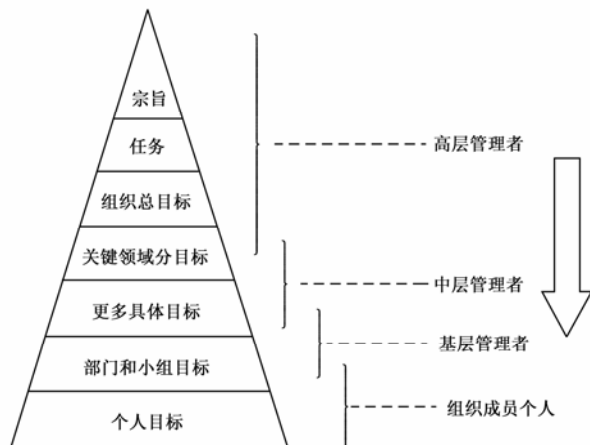 宗旨
任务
高层管理者
组织总目标
关键领域分目标
中层管理者
更多具体目标
基层管理者
部门和小组目标
组织成员个人
个人目标